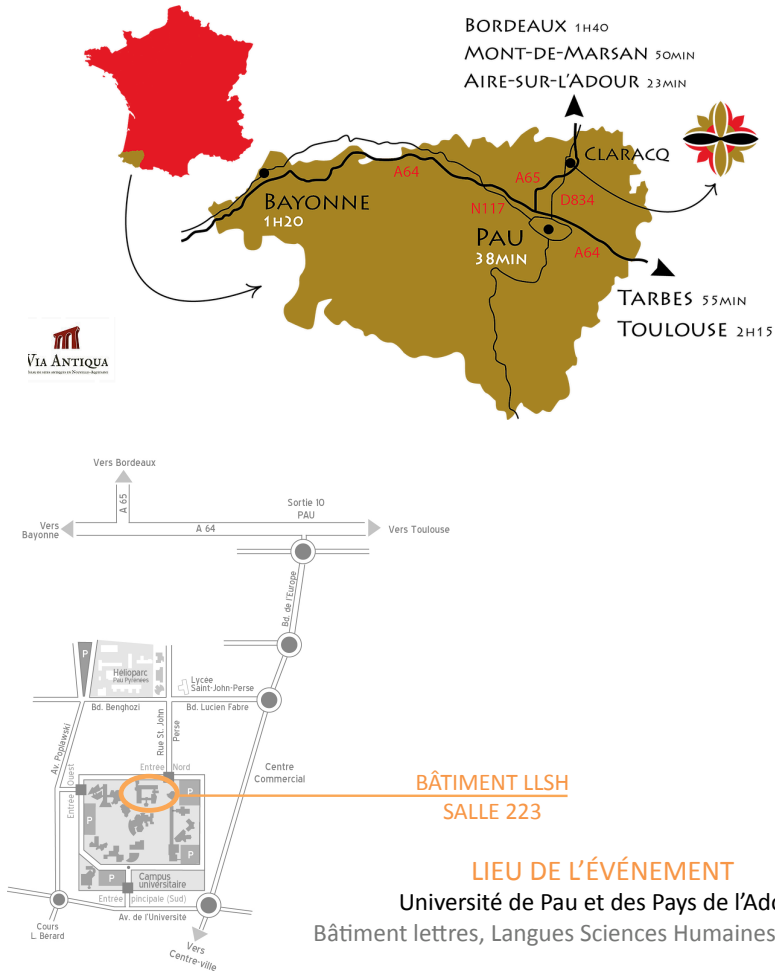 BORDEAUX 1H40
MONT-DE-MARSAN 50MIN
AIRE-SUR-L'ADOUR 23MIN
CLARACQ
A64
A65
D834
N117
BAYONNE
1H20
PAU
38MIN
A64
TARBES 55MIN
TOULOUSE 2H15
VIA ANTIQUA
Vers Bordeaux
A 65
Sortie 10
PAU
Vers
Bayonne
A 64
Vers Toulouse
Bd. de l'Europe
P
Hélioparc
Pau Pyrénées
Lycée
Saint-John-Perse
Bd. Benghozi
Bd. Lucien Fabre
Rue St. John
Perse
Av. Poplawski
Entrée Nord
Centre
Commercial
Entrée Ouest
P
P
P
P
BÂTIMENT LLSH
SALLE 223
Campus
universitaire
Entrée pincipale (Sud)
Av. de l'Université
Cours
L. Bérard
Vers
Centre-ville
LIEU DE L'ÉVÉNEMENT
Université de Pau et des Pays de l'Ado
Bâtiment lettres, Langues Sciences Humaines